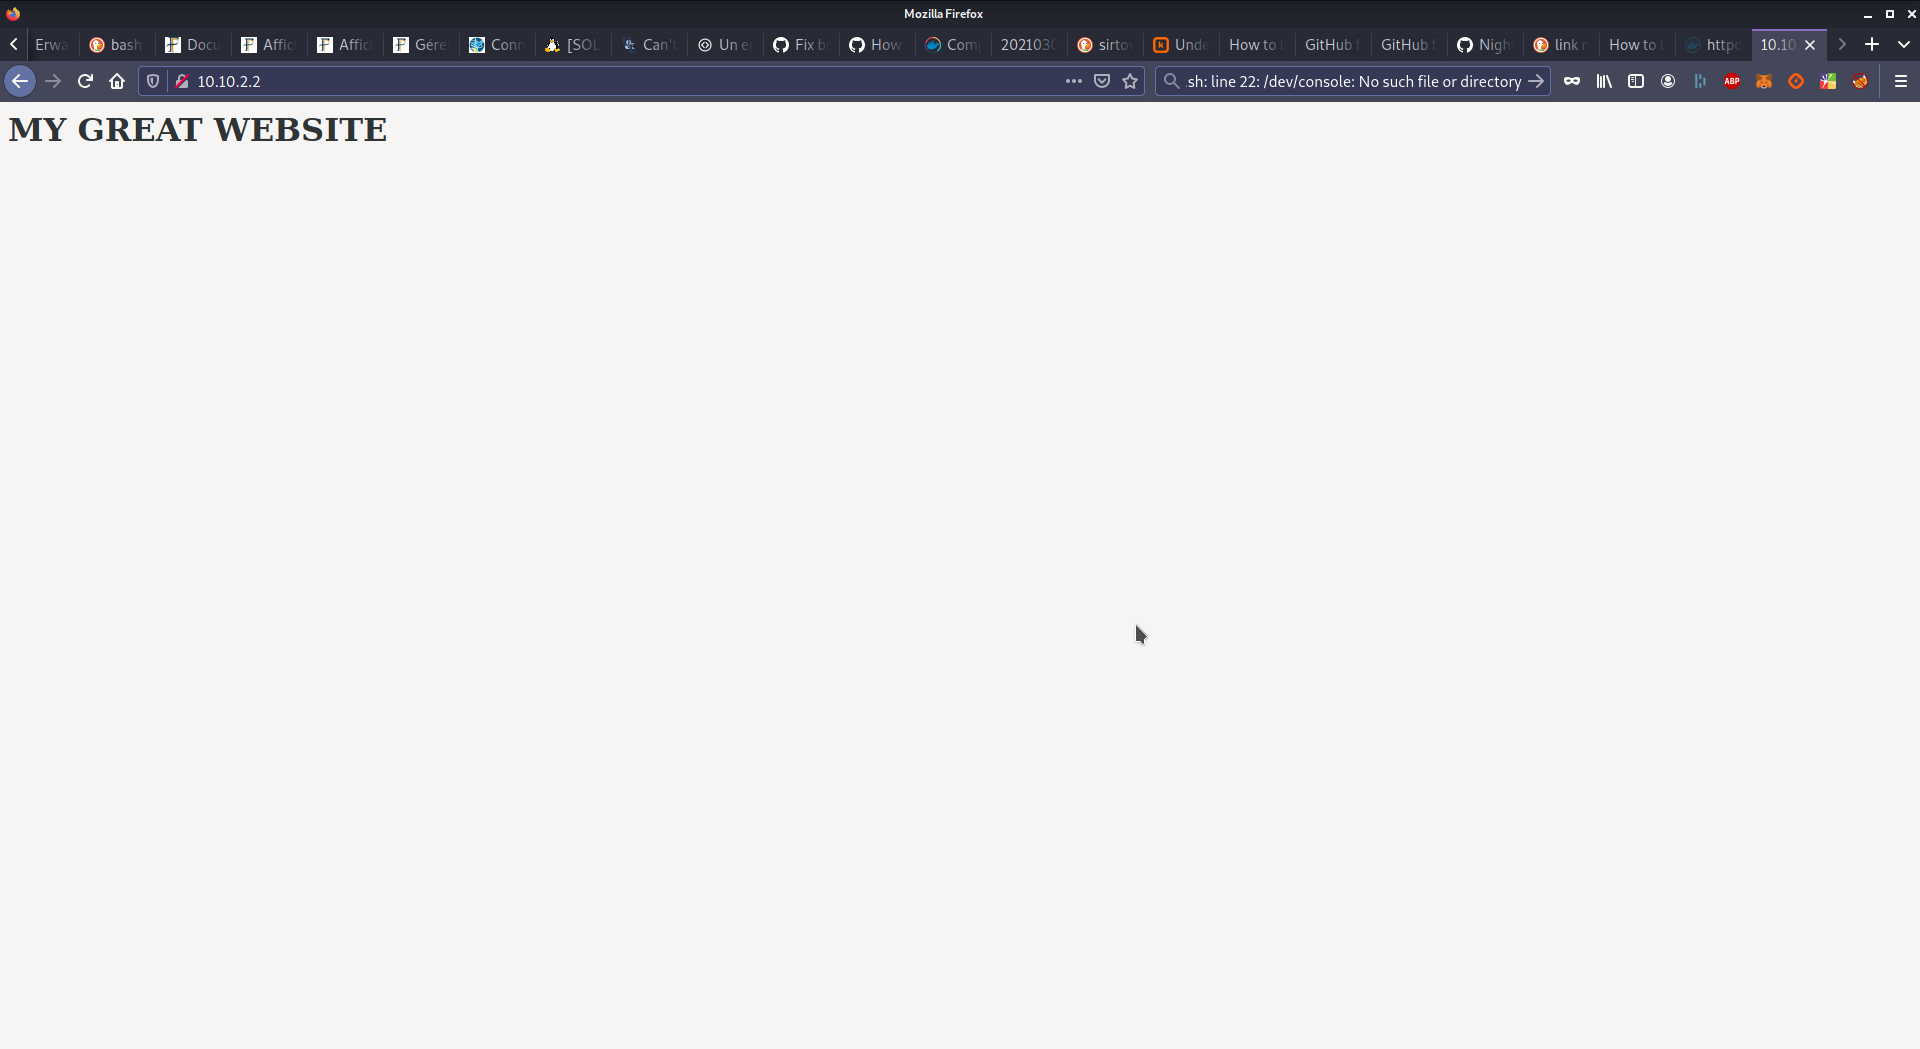 Mozilla Firefox
Erwa bash Docu Affic Affic Gére Conn [SOL Can't Un e Fix b How Com 2021030 sirto Unde How to GitHub f GitHub f Nigh link r How to http 10.10
10.10.2.2 sh: line 22: /dev/console: No such file or directory ABP
MY GREAT WEBSITE